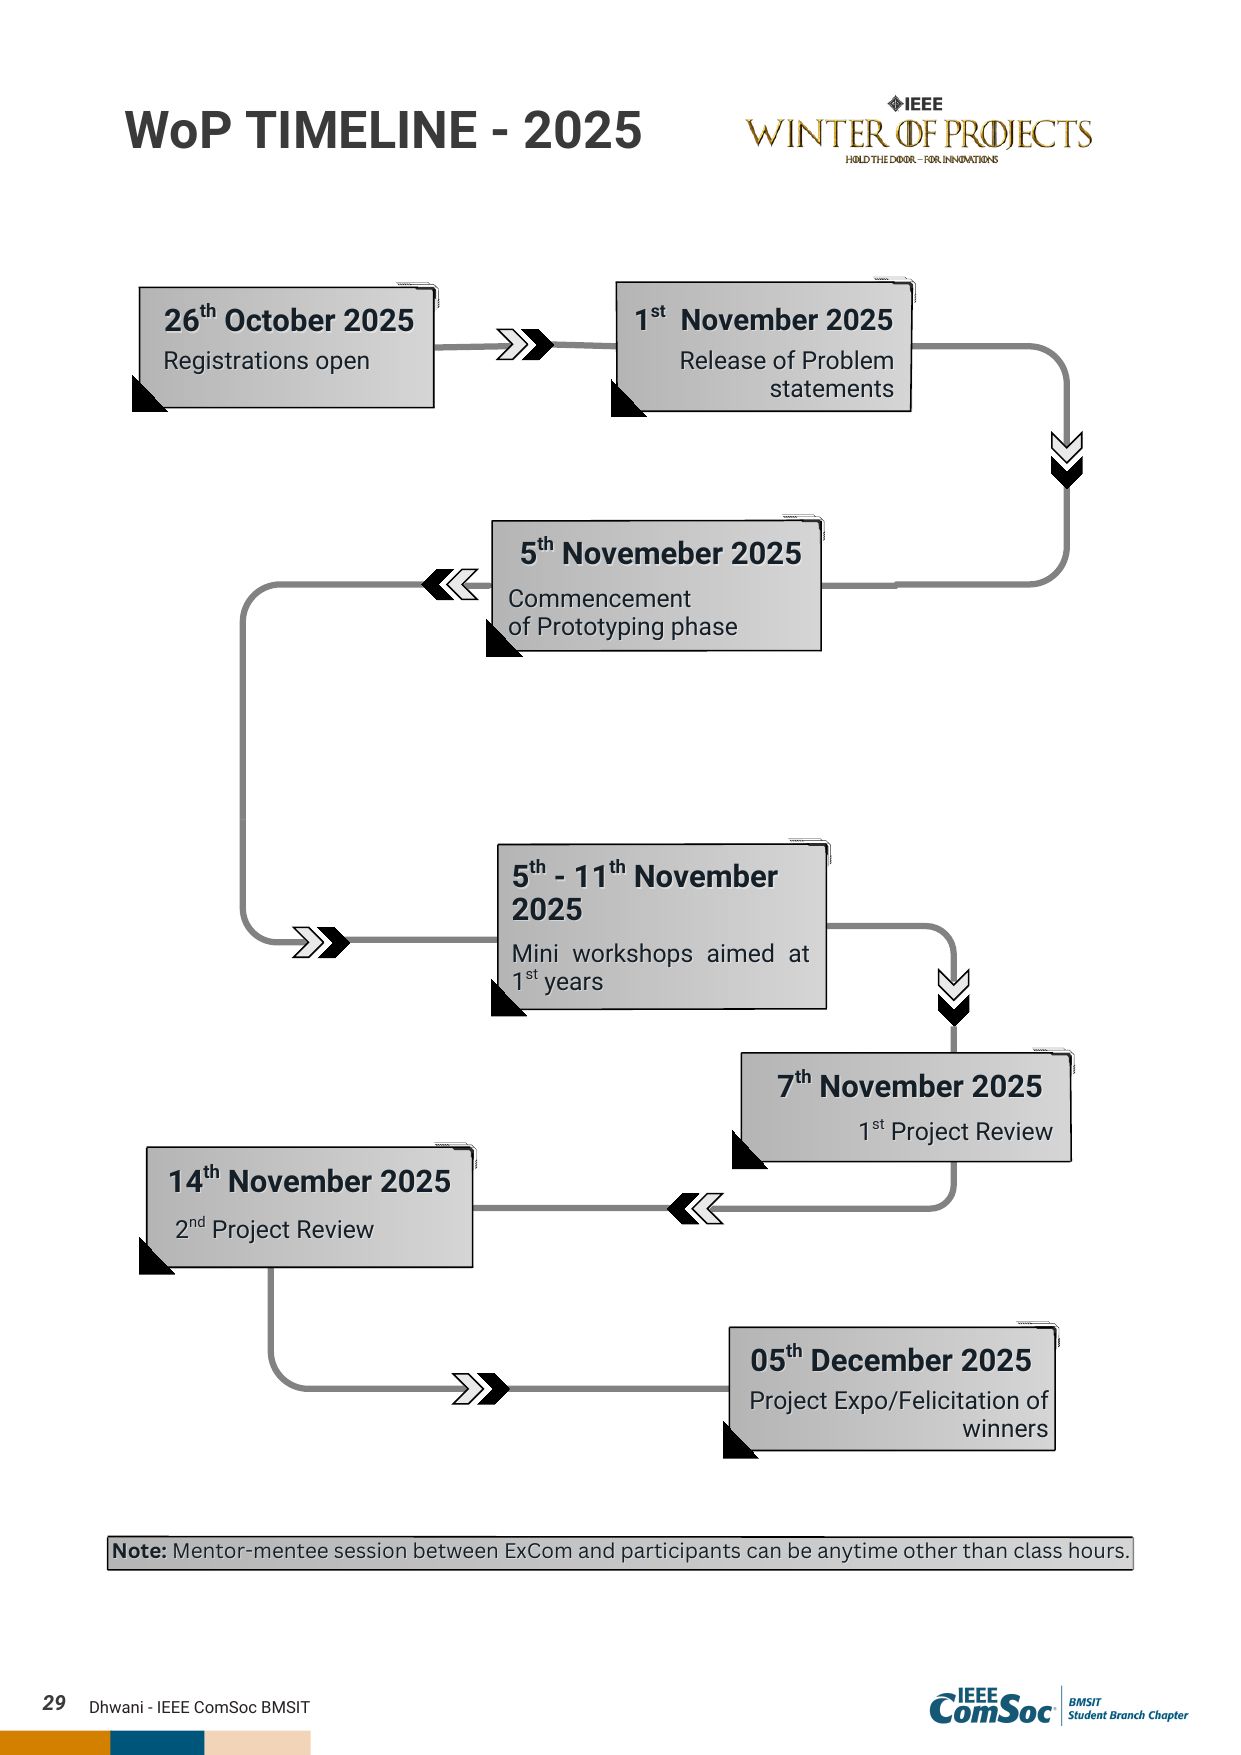 WoP TIMELINE - 2025
IEEE
WINTER OF PROJECTS
HOLD THE DOOR – FOR INNOVATIONS
26th October 2025
Registrations open
1st November 2025
Release of Problem
statements
5th Novemeber 2025
Commencement
of Prototyping phase
5th - 11th November
2025
Mini workshops aimed at
1st years
7th November 2025
1st Project Review
14th November 2025
2nd Project Review
05th December 2025
Project Expo/Felicitation of
winners
Note: Mentor-mentee session between ExCom and participants can be anytime other than class hours.
29 Dhwani - IEEE ComSoc BMSIT
IEEE
ComSoc
BMSIT
Student Branch Chapter